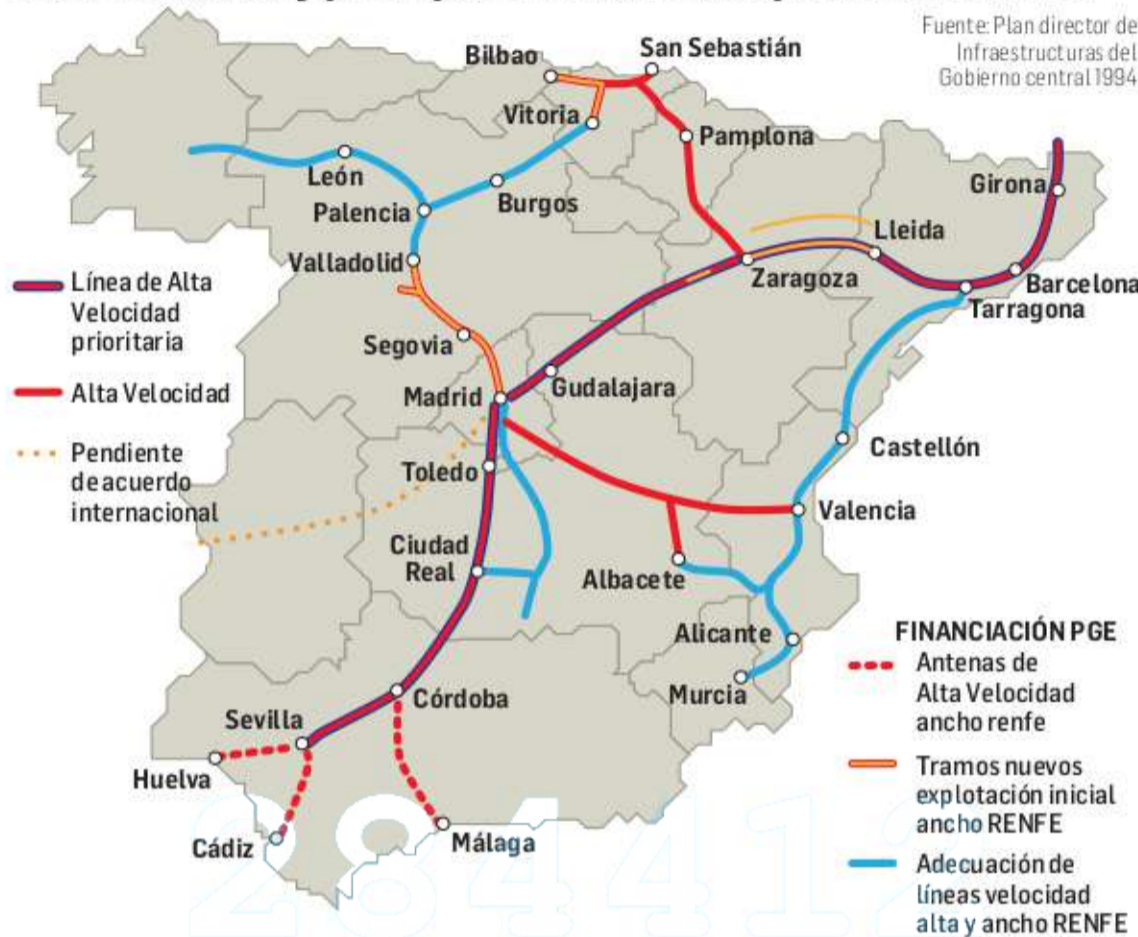 Fuente: Plan director de
Infraestructuras del
Gobierno central 1994
Bilbao
San Sebastián
Vitoria
Pamplona
León
Burgos
Palencia
Girona
Lleida
Valladolid
Zaragoza
Barcelona
Tarragona
Línea de Alta
Velocidad
prioritaria
Segovia
Gudalajara
Madrid
Alta Velocidad
Castellón
Toledo
Pendiente
de acuerdo
internacional
Valencia
Ciudad
Real
Albacete
Alicante
Murcia
Córdoba
Sevilla
Huelva
Cádiz
Málaga
FINANCIACIÓN PGE
Antenas de
Alta Velocidad
ancho renfe
Tramos nuevos
explotación inicial
ancho RENFE
Adecuación de
líneas velocidad
alta y ancho RENFE
284412